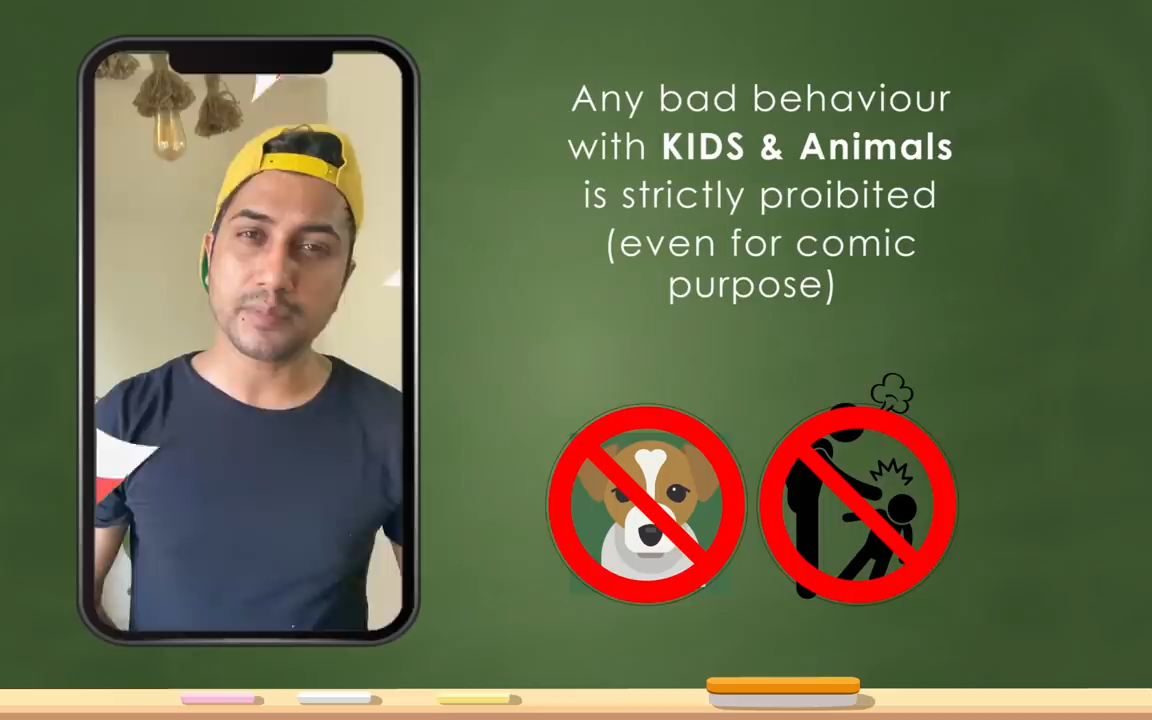 Any bad behaviour
with KIDS & Animals
is strictly proibited
(even for comic
purpose)